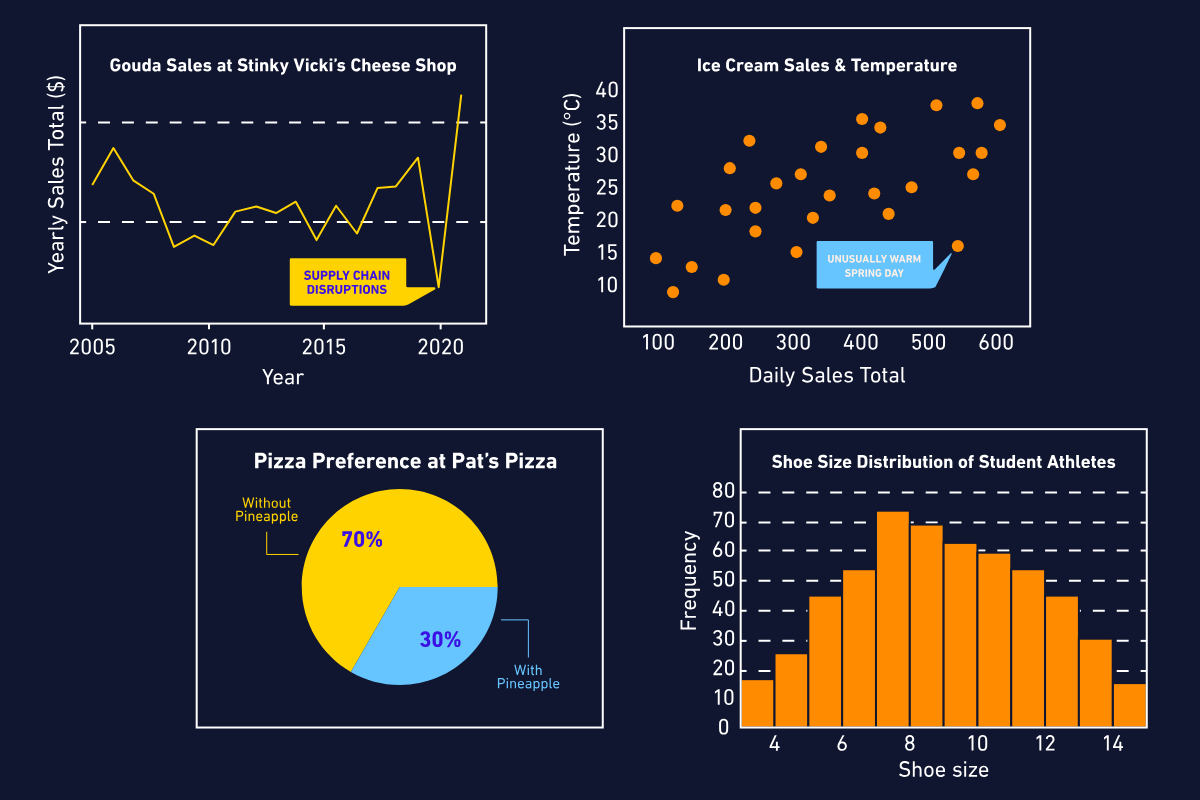 Gouda Sales at Stinky Vicki's Cheese Shop
Yearly Sales Total ($)
SUPPLY CHAIN
DISRUPTIONS
2005 2010 2015 2020
Year
Ice Cream Sales & Temperature
Temperature (°C)
40
35
30
25
20
15
10
UNUSUALLY WARM
SPRING DAY
100 200 300 400 500 600
Daily Sales Total
Pizza Preference at Pat's Pizza
Without
Pineapple
70%
30%
With
Pineapple
Shoe Size Distribution of Student Athletes
Frequency
80
70
60
50
40
30
20
10
0
4 6 8 10 12 14
Shoe size